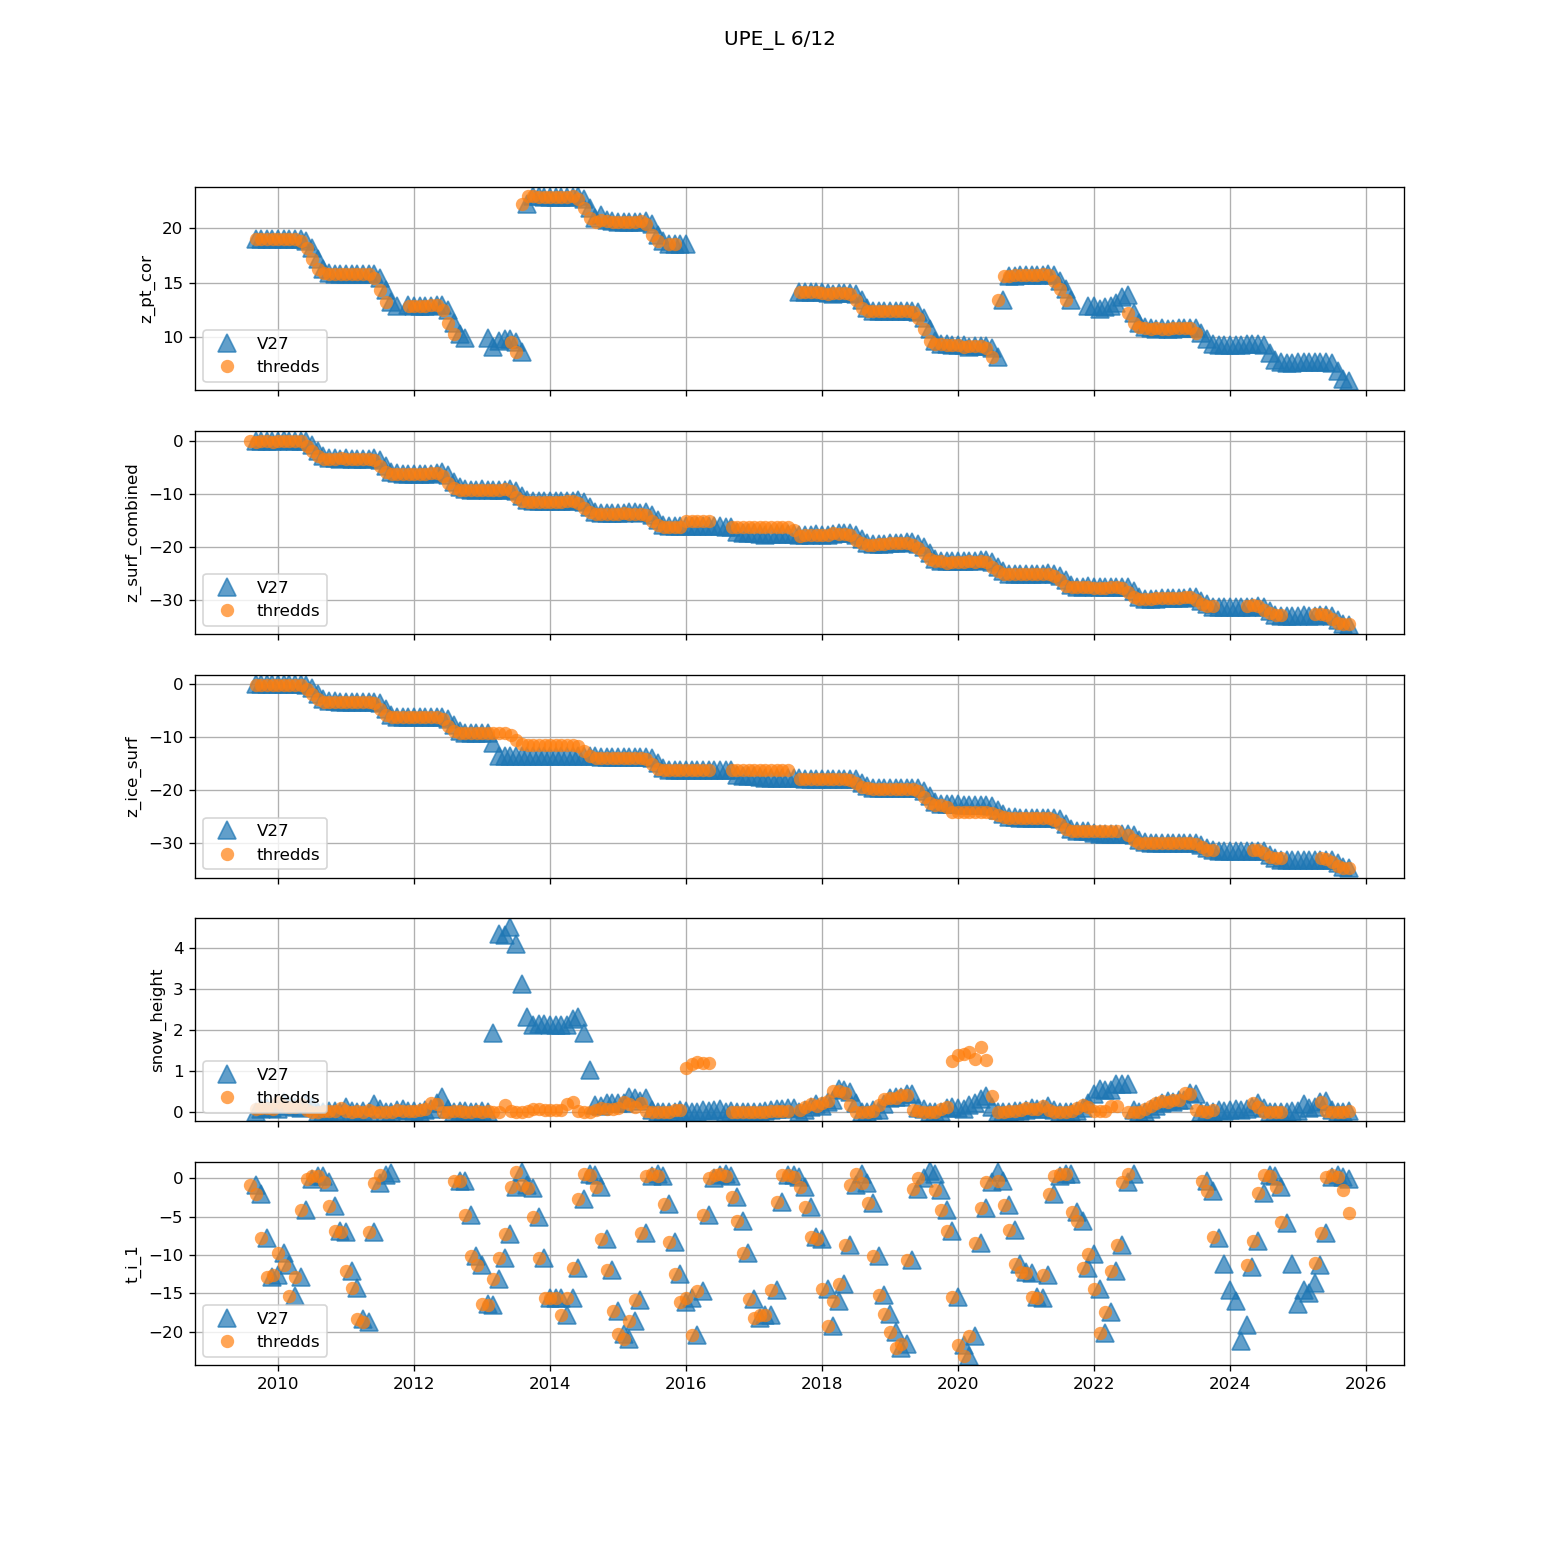 UPE_L 6/12
z_pt_cor
20
15
10
V27
thredds
z_surf_combined
0
−10
−20
−30
V27
thredds
z_ice_surf
0
−10
−20
−30
V27
thredds
snow_height
4
3
2
1
0
V27
thredds
t_i_1
0
−5
−10
−15
−20
V27
thredds
2010 2012 2014 2016 2018 2020 2022 2024 2026